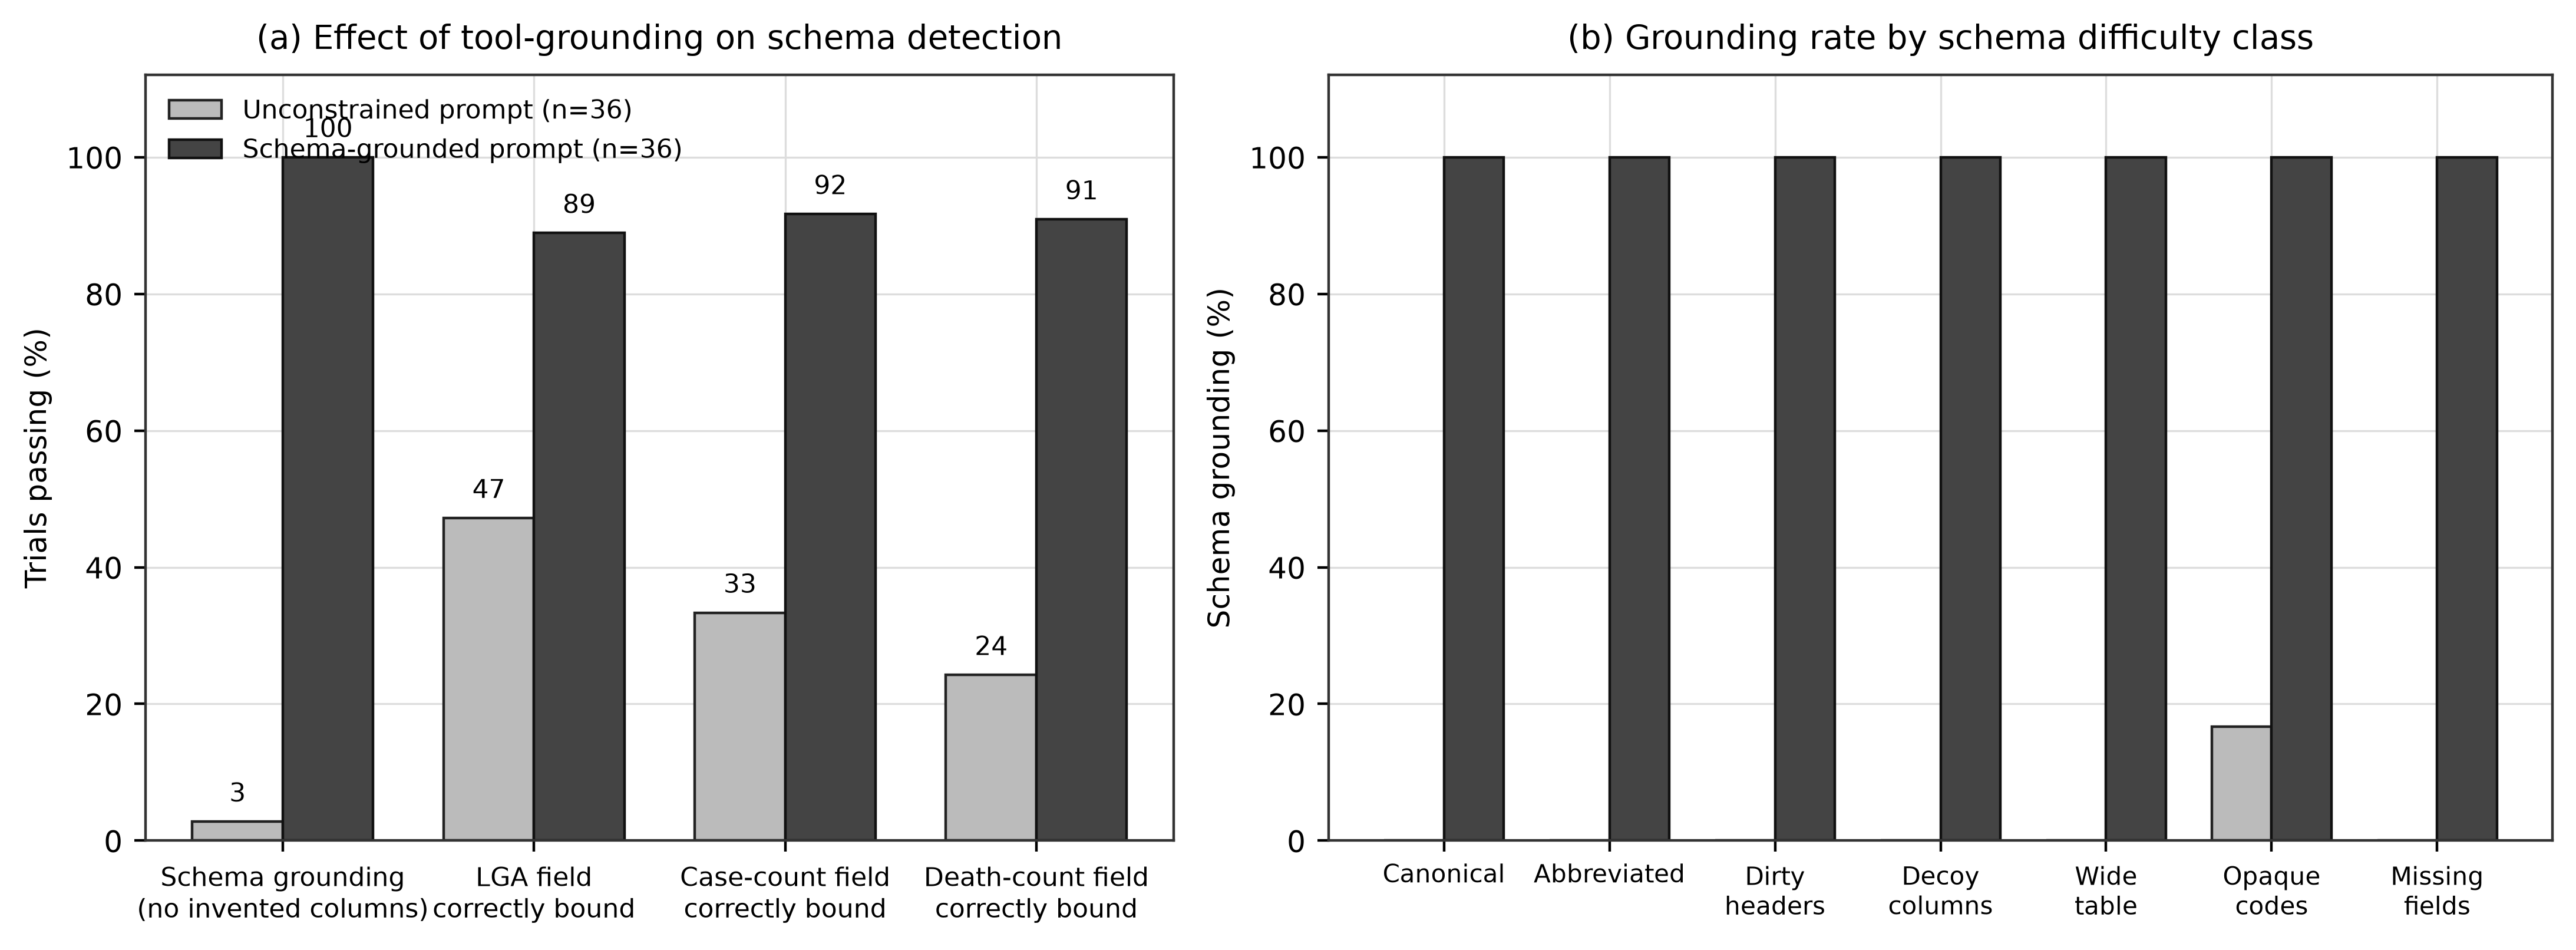 (a) Effect of tool-grounding on schema detection
Unconstrained prompt (n=36)
Schema-grounded prompt (n=36)
Trials passing (%)
100
80
60
40
20
0
3
100
47
89
33
92
24
91
Schema grounding
(no invented columns)
LGA field
correctly bound
Case-count field
correctly bound
Death-count field
correctly bound
(b) Grounding rate by schema difficulty class
Schema grounding (%)
100
80
60
40
20
0
Canonical
Abbreviated
Dirty
headers
Decoy
columns
Wide
table
Opaque
codes
Missing
fields